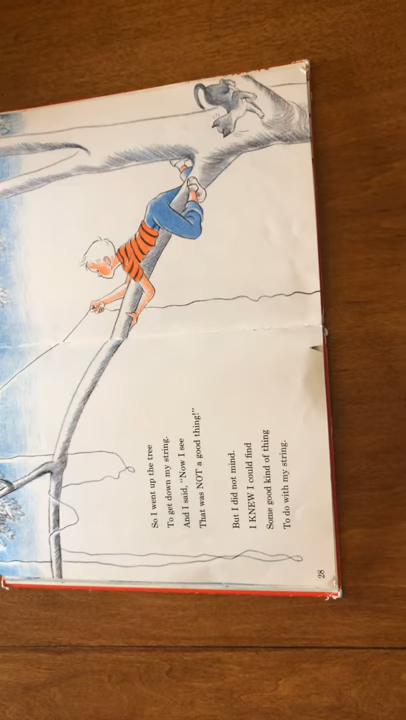 So I went up the tree
To get down my string.
And I said, "Now I see
That was NOT a good thing!"
But I did not mind.
I KNEW I could find
Some good kind of thing
To do with my string.
28